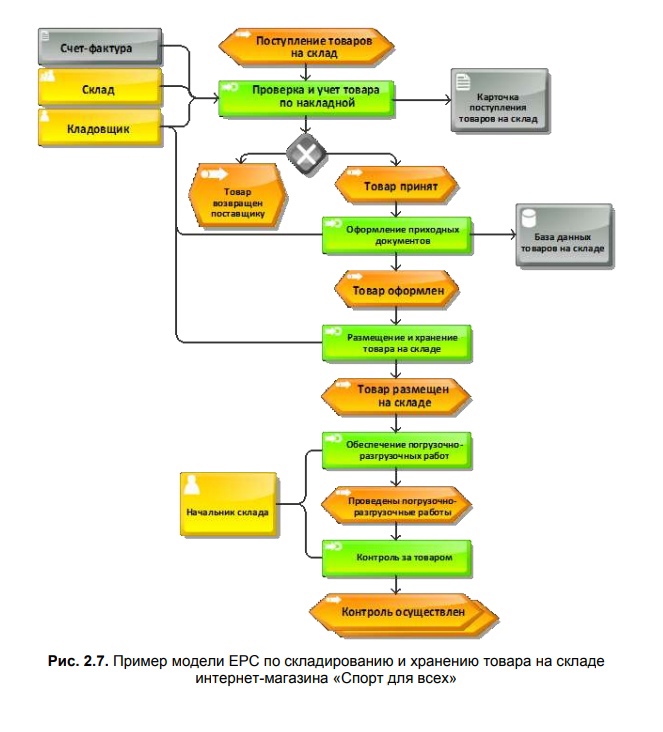 Счет-фактура
Склад
Кладовщик
Поступление товаров
на склад
Проверка и учет товара
по накладной
Карточка
поступления
товаров на склад
Товар
возвращен
поставщику
Товар принят
Оформление приходных
документов
База данных
товаров на складе
Товар оформлен
Размещение и хранение
товара на складе
Товар размещен
на складе
Обеспечение погрузочно-
разгрузочных работ
Начальник склада
Проведены погрузочно-
разгрузочные работы
Контроль за товаром
Контроль осуществлен
Рис. 2.7. Пример модели EPC по складированию и хранению товара на складе
интернет-магазина «Спорт для всех»